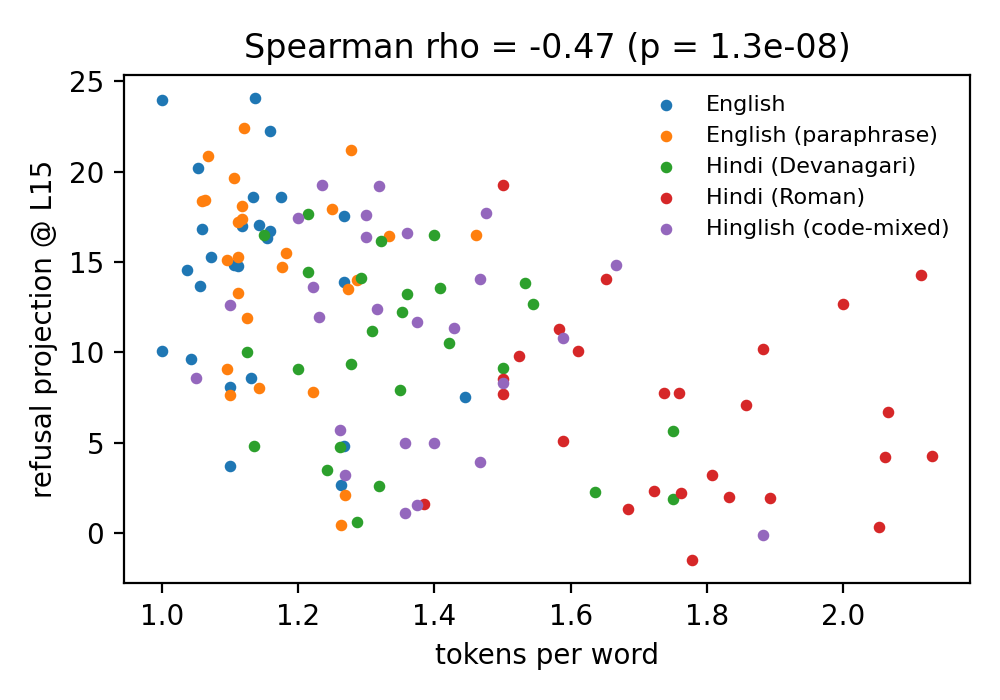 Spearman rho = -0.47 (p = 1.3e-08)
25
20
15
10
5
0
refusal projection @ L15
English
English (paraphrase)
Hindi (Devanagari)
Hindi (Roman)
Hinglish (code-mixed)
1.0 1.2 1.4 1.6 1.8 2.0
tokens per word